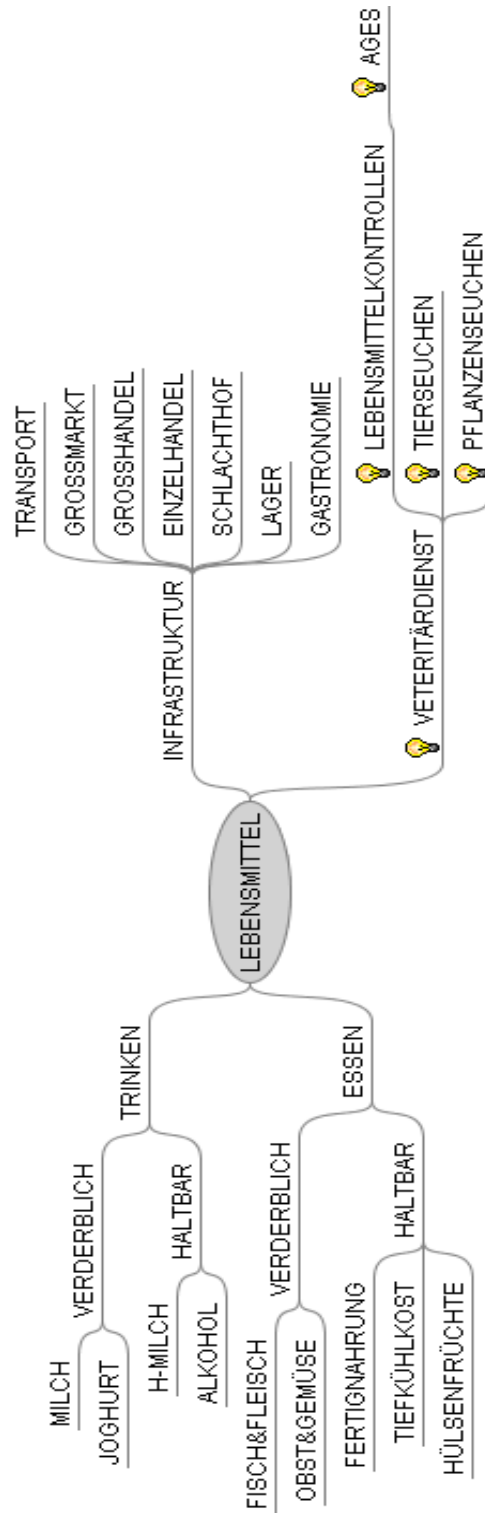 MILCH
JOGHURT
VERDERBLICH
H-MILCH
ALKOHOL
HALTBAR
TRINKEN
FISCH&FLEISCH
OBST&GEMÜSE
VERDERBLICH
FERTIGNAHRUNG
TIEFKÜHLKOST
HÜLSENFRÜCHTE
HALTBAR
ESSEN
LEBENSMITTEL
INFRASTRUKTUR
TRANSPORT
GROSSMARKT
GROSSHANDEL
EINZELHANDEL
SCHLACHTHOF
LAGER
GASTRONOMIE
VETERITÄRDIENST
LEBENSMITTELKONTROLLEN
AGES
TIERSEUCHEN
PFLANZENSEUCHEN